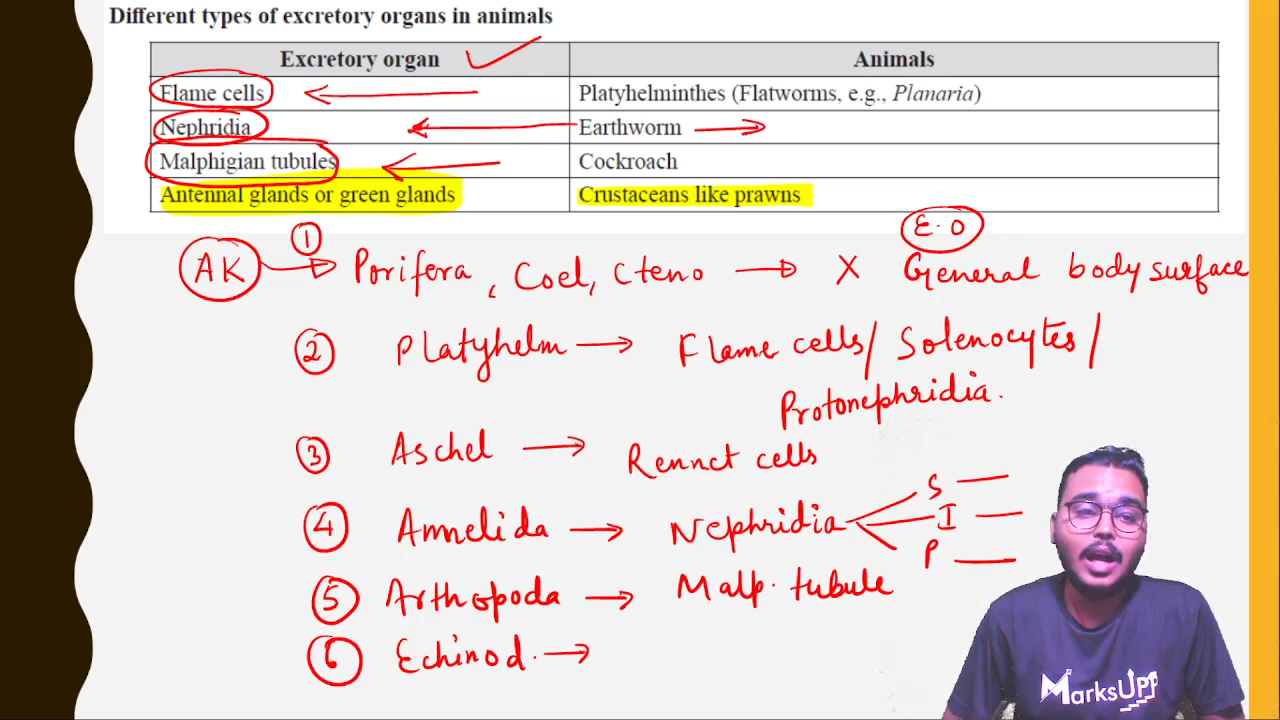 Different types of excretory organs in animals
Excretory organ Animals
Flame cells Platyhelminthes (Flatworms, e.g., Planaria)
Nephridia Earthworm
Malphigian tubules Cockroach
Antennal glands or green glands Crustaceans like prawns
E.O
AK → ① Porifera, Coel, Cteno → X General body surface
② Platyhelm → Flame cells/ Solenocytes/
Protonephridia.
③ Aschel → Rennet cells
④ Annelida → Nephridia S
I
P
⑤ Arthopoda → Malp. tubule
⑥ Echinod. →
MarksUp